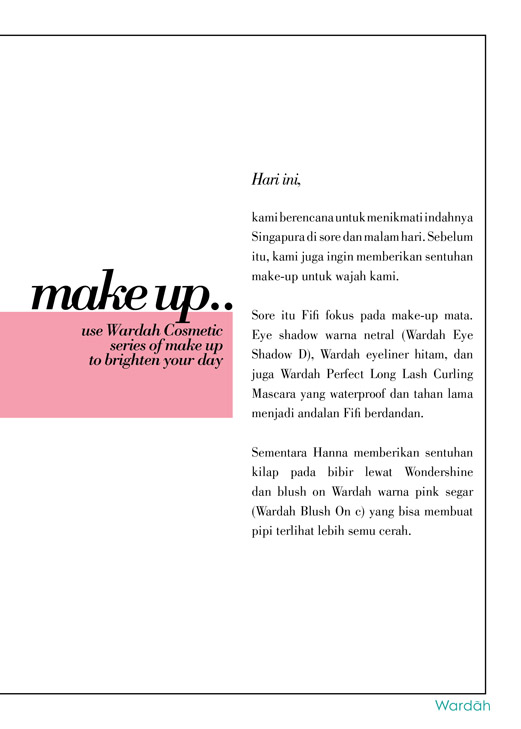 make up..
use Wardah Cosmetic
series of make up
to brighten your day
Hari ini,
kami berencana untuk menikmati indahnya
Singapura di sore dan malam hari. Sebelum
itu, kami juga ingin memberikan sentuhan
make-up untuk wajah kami.
Sore itu Fifi fokus pada make-up mata.
Eye shadow warna netral (Wardah Eye
Shadow D), Wardah eyeliner hitam, dan
juga Wardah Perfect Long Lash Curling
Mascara yang waterproof dan tahan lama
menjadi andalan Fifi berdandan.
Sementara Hanna memberikan sentuhan
kilap pada bibir lewat Wondershine
dan blush on Wardah warna pink segar
(Wardah Blush On c) yang bisa membuat
pipi terlihat lebih semu cerah.
Wardāh